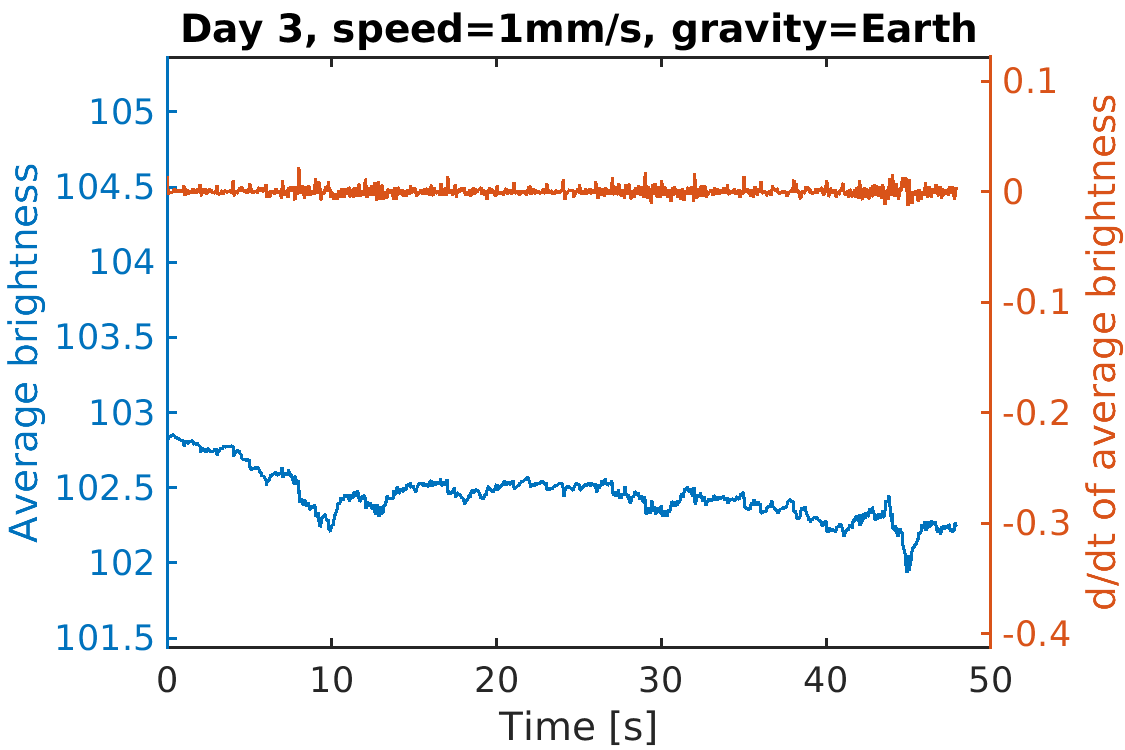 Day 3, speed=1mm/s, gravity=Earth
Average brightness
105
104.5
104
103.5
103
102.5
102
101.5
0.1
0
-0.1
-0.2
-0.3
-0.4
d/dt of average brightness
0 10 20 30 40 50
Time [s]